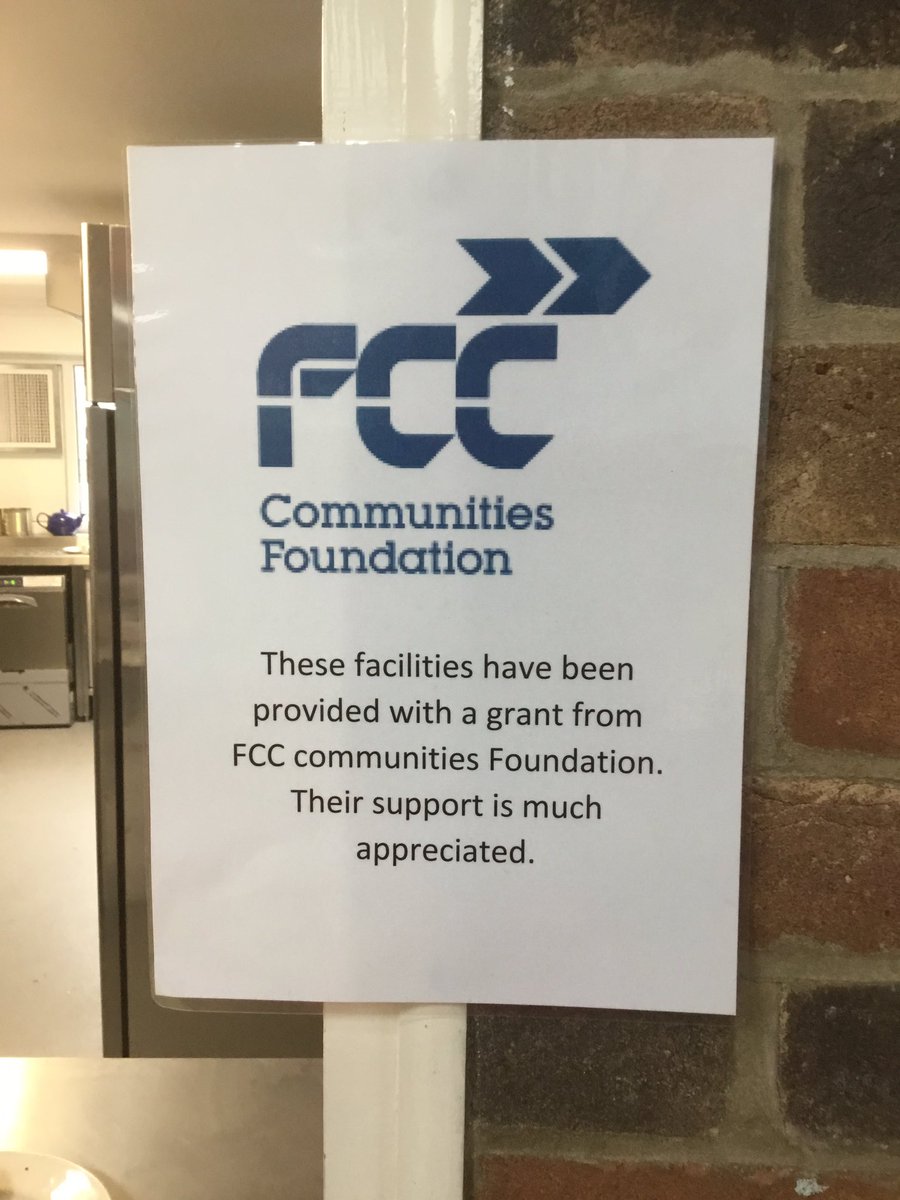 FCC
Communities
Foundation
These facilities have been
provided with a grant from
FCC communities Foundation.
Their support is much
appreciated.